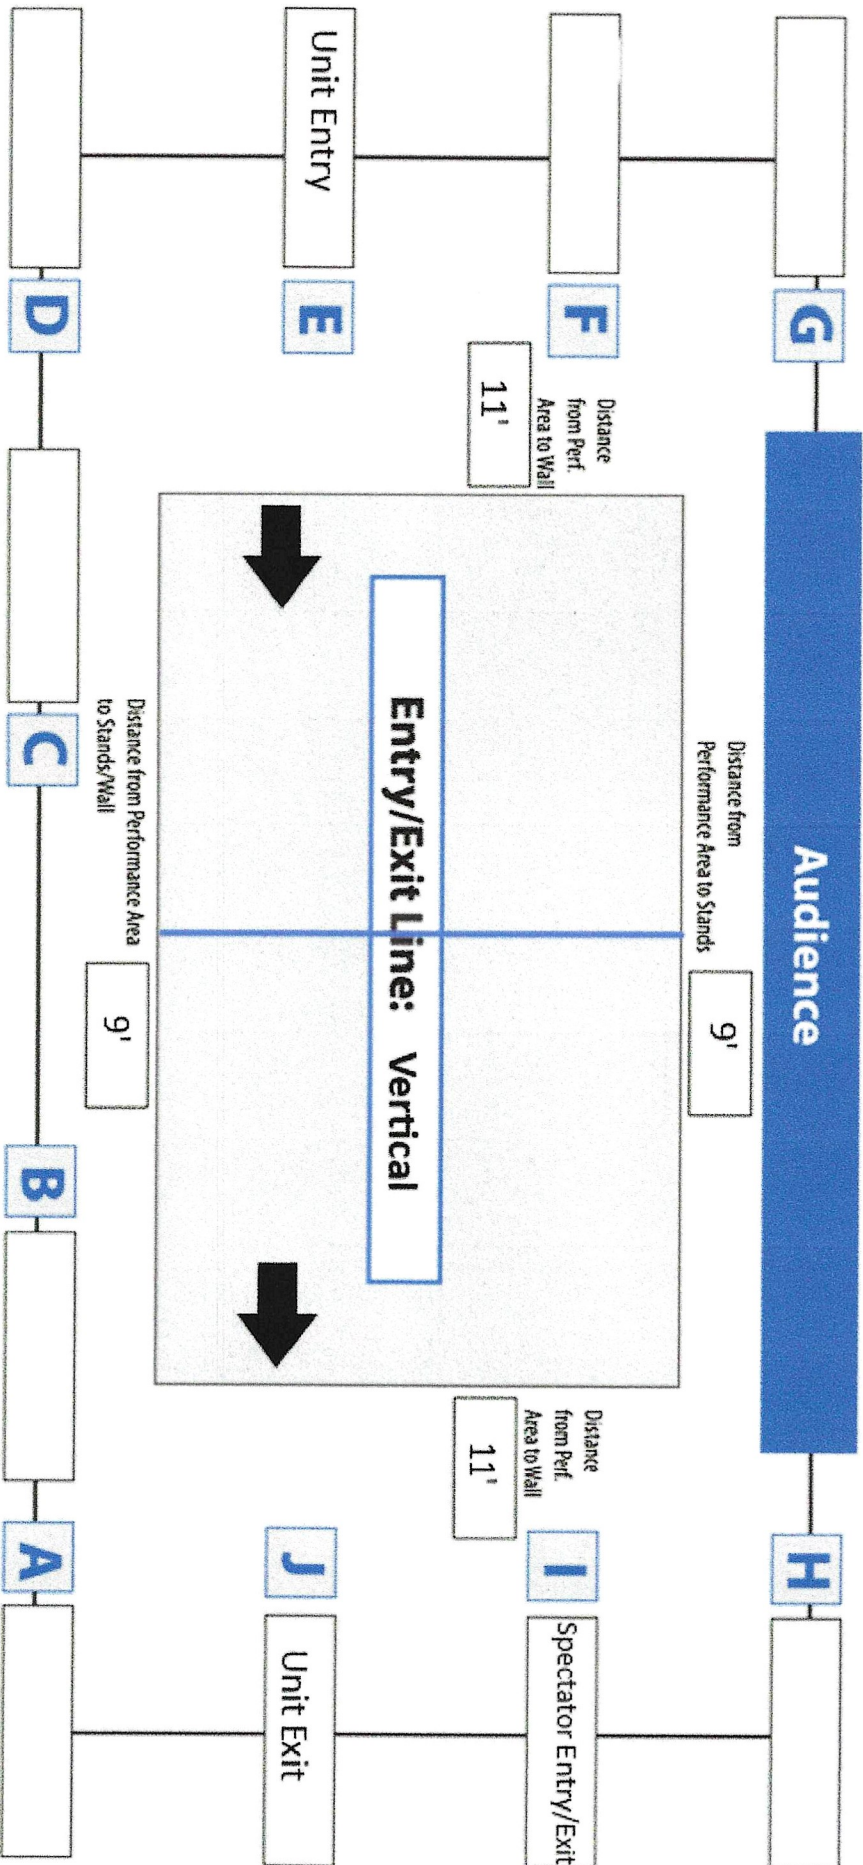 G
Audience
H
Distance from
Performance Area to Stands
9'
F
Distance
from Perf.
Area to Wall
11'
Distance
from Perf.
Area to Wall
11'
I
Spectator Entry/Exit
Entry/Exit Line: Vertical
Unit Entry
E
J
Unit Exit
Distance from Performance Area
to Stands/Wall
9'
D
C
B
A